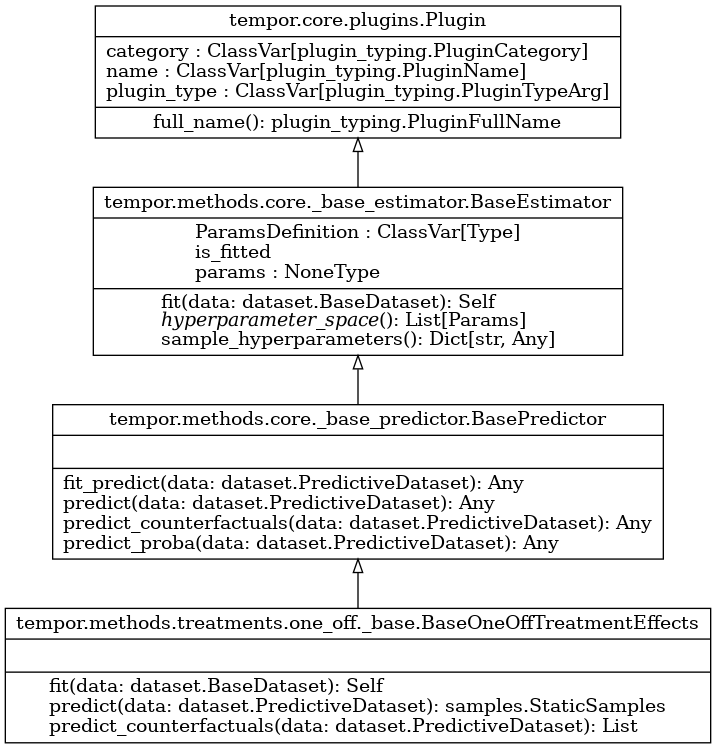 tempor.core.plugins.Plugin
category : ClassVar[plugin_typing.PluginCategory]
name : ClassVar[plugin_typing.PluginName]
plugin_type : ClassVar[plugin_typing.PluginTypeArg]
full_name(): plugin_typing.PluginFullName
tempor.methods.core._base_estimator.BaseEstimator
ParamsDefinition : ClassVar[Type]
is_fitted
params : NoneType
fit(data: dataset.BaseDataset): Self
hyperparameter_space(): List[Params]
sample_hyperparameters(): Dict[str, Any]
tempor.methods.core._base_predictor.BasePredictor
fit_predict(data: dataset.PredictiveDataset): Any
predict(data: dataset.PredictiveDataset): Any
predict_counterfactuals(data: dataset.PredictiveDataset): Any
predict_proba(data: dataset.PredictiveDataset): Any
tempor.methods.treatments.one_off._base.BaseOneOffTreatmentEffects
fit(data: dataset.BaseDataset): Self
predict(data: dataset.PredictiveDataset): samples.StaticSamples
predict_counterfactuals(data: dataset.PredictiveDataset): List